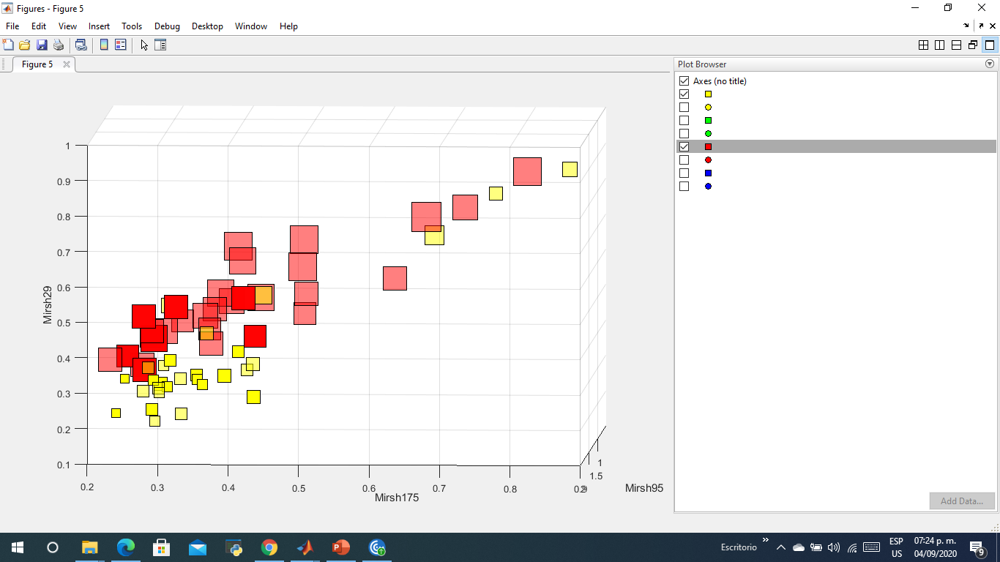 Figures - Figure 5
File Edit View Insert Tools Debug Desktop Window Help
Figure 5
Plot Browser
Axes (no title)
1
0.9
0.8
0.7
0.6
0.5
0.4
0.3
0.2
0.1
Mirsh29
0.2 0.3 0.4 0.5 0.6 0.7 0.8
Mirsh175
1
1.5
Mirsh95
Add Data...
Escritorio
ESP
US
07:24 p. m.
04/09/2020
9